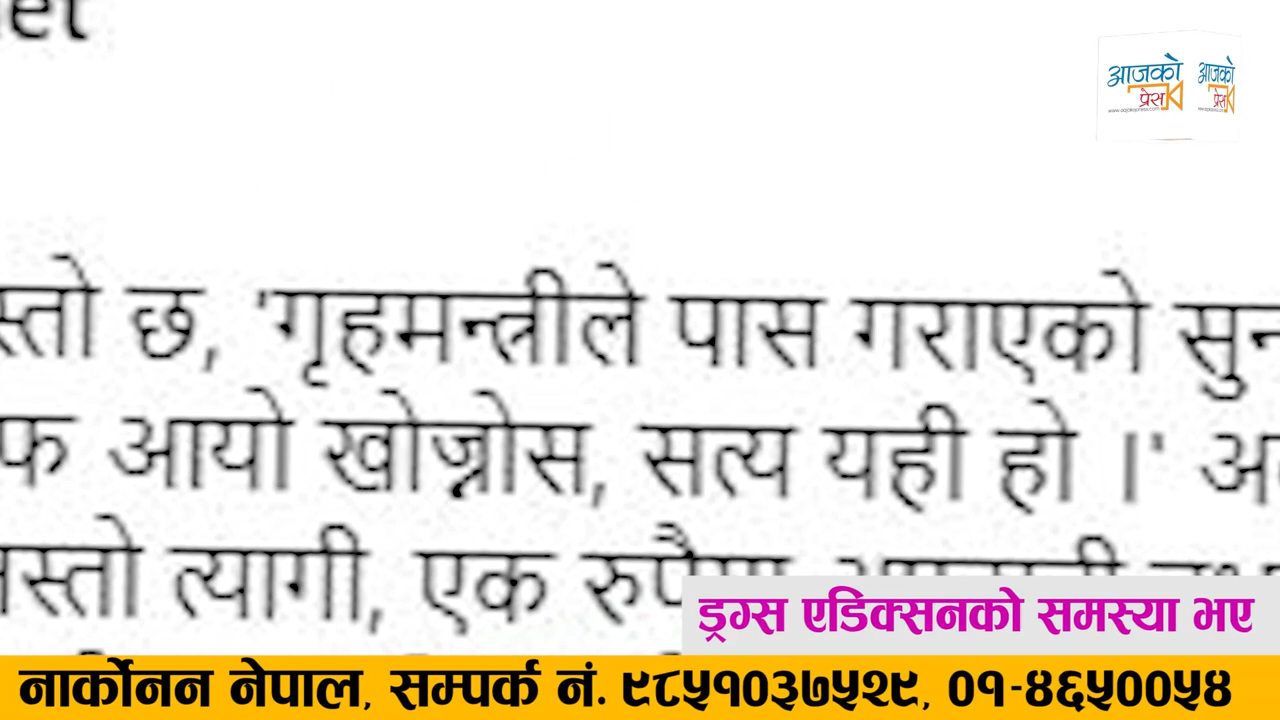 आजको आजको
प्रेस प्रेस
स्तो छ, 'गृहमन्त्रीले पास गराएको
आयो खोज्नोस, सत्य यही हो ।'
त्यागी, एक
ड्रग्स एडिक्सनको समस्या भए
नार्कोनन नेपाल, सम्पर्क नं. ९८५१०३७५२९, ०१-४६५००५४